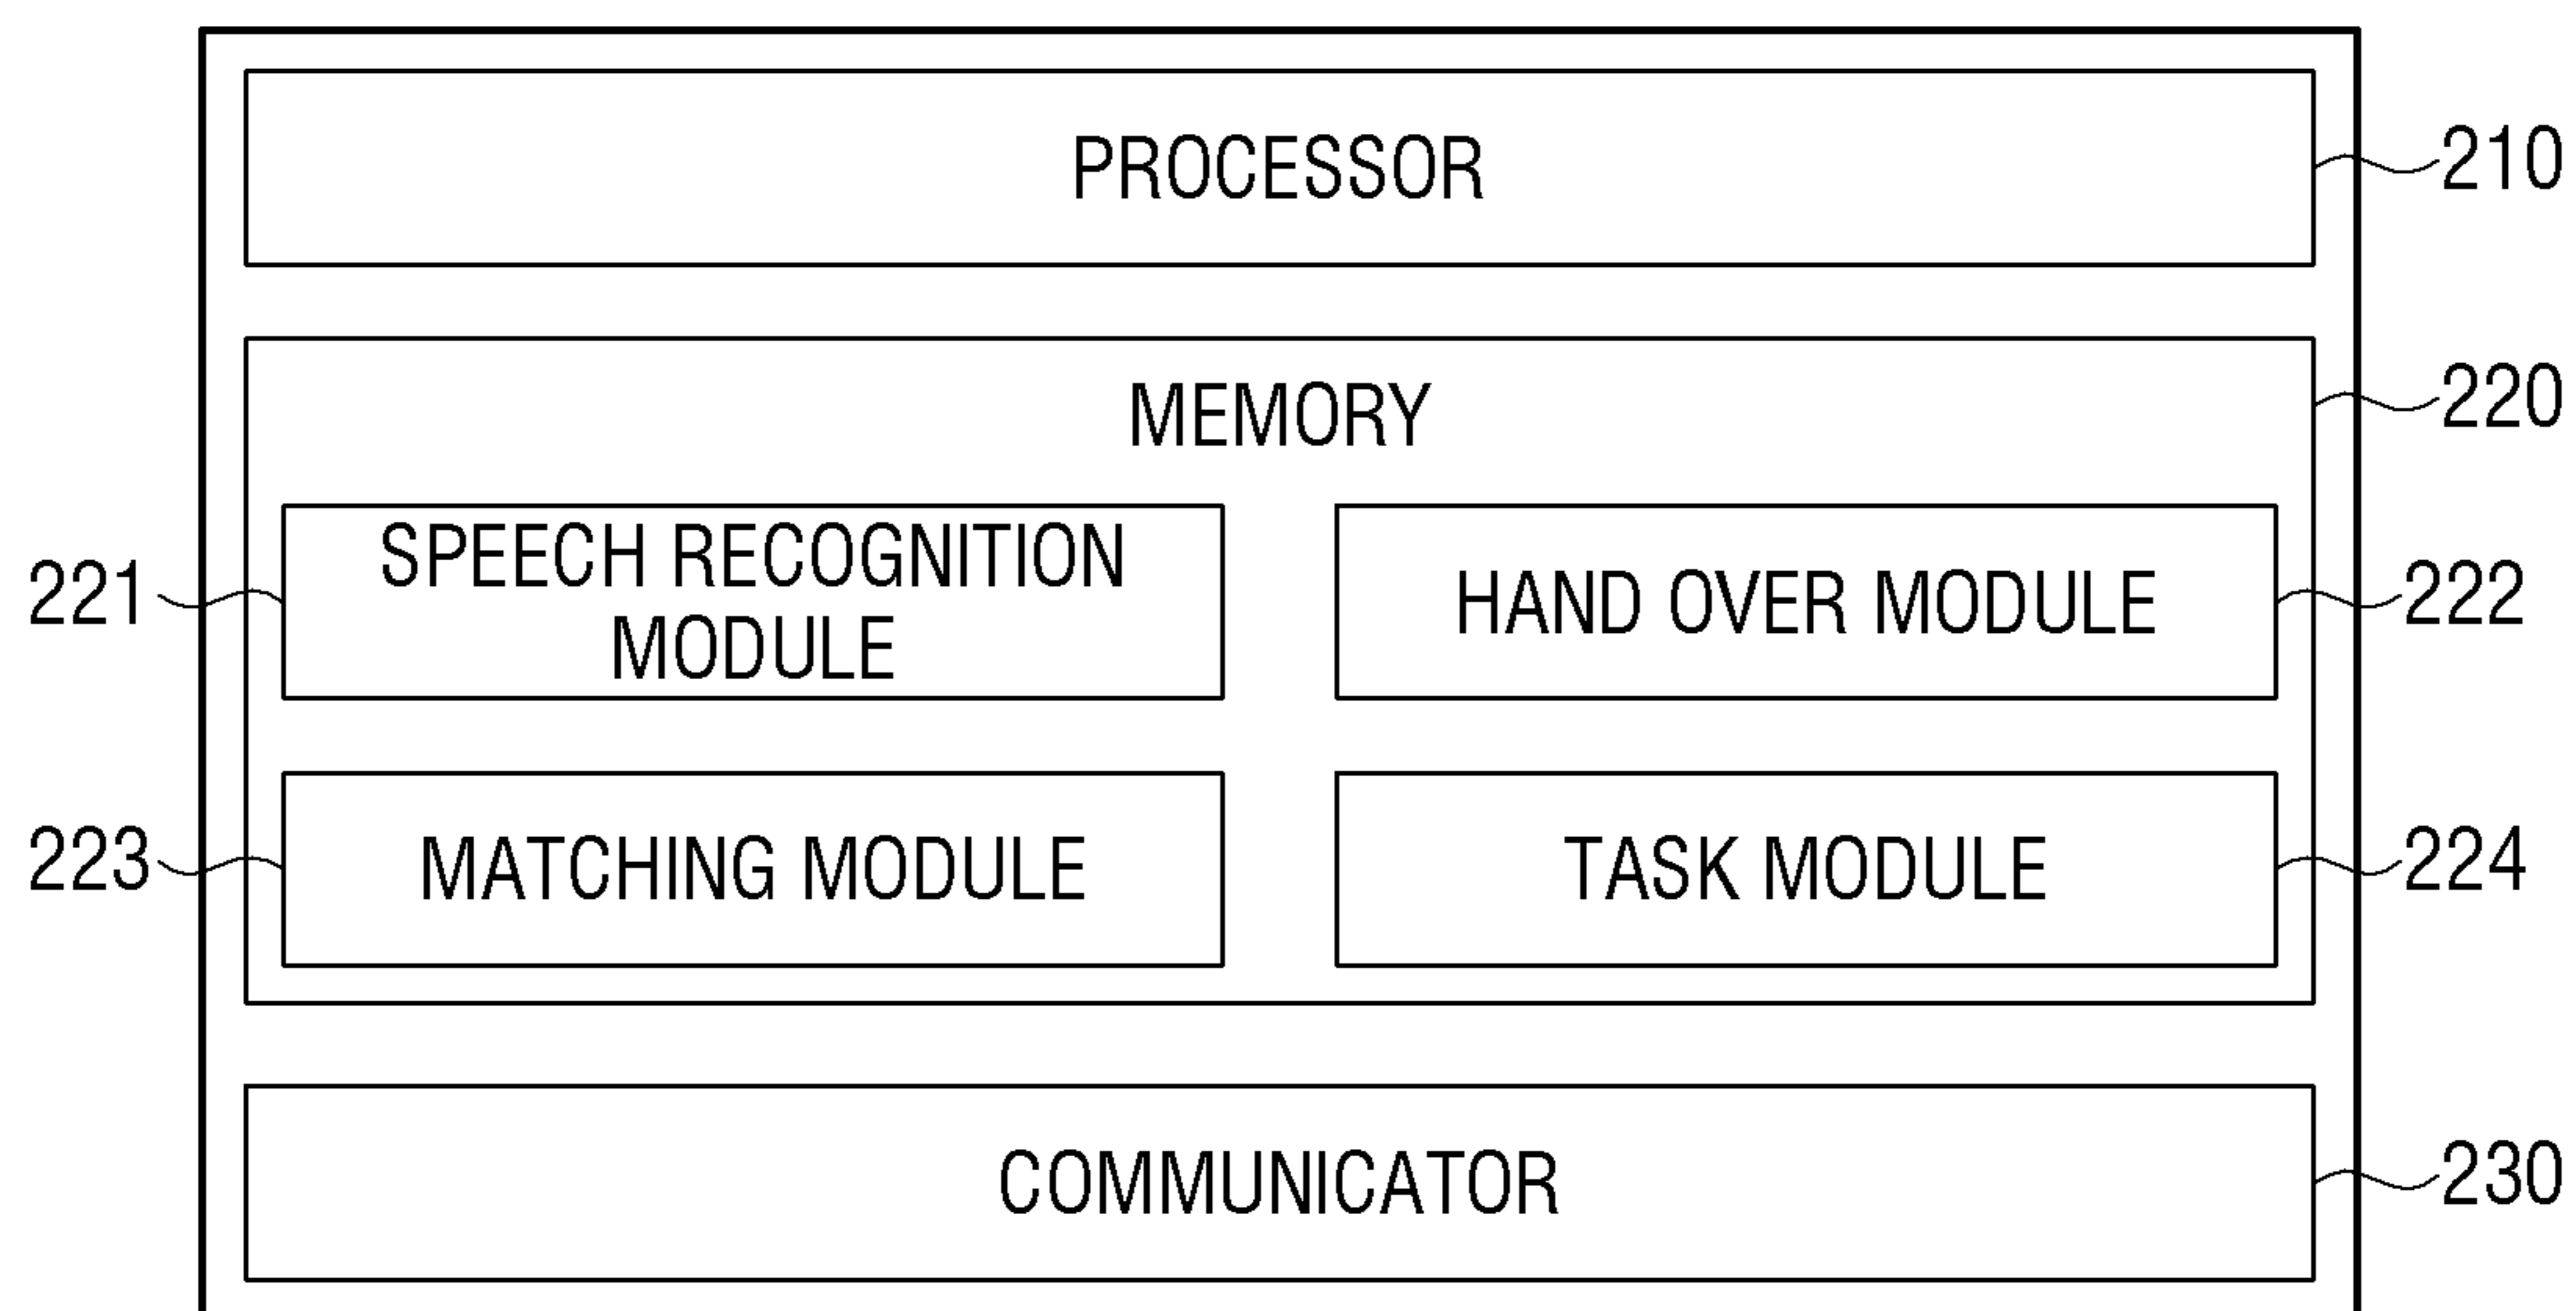 PROCESSOR
210
MEMORY
220
221
SPEECH RECOGNITION
MODULE
HAND OVER MODULE
222
223
MATCHING MODULE
TASK MODULE
224
COMMUNICATOR
230